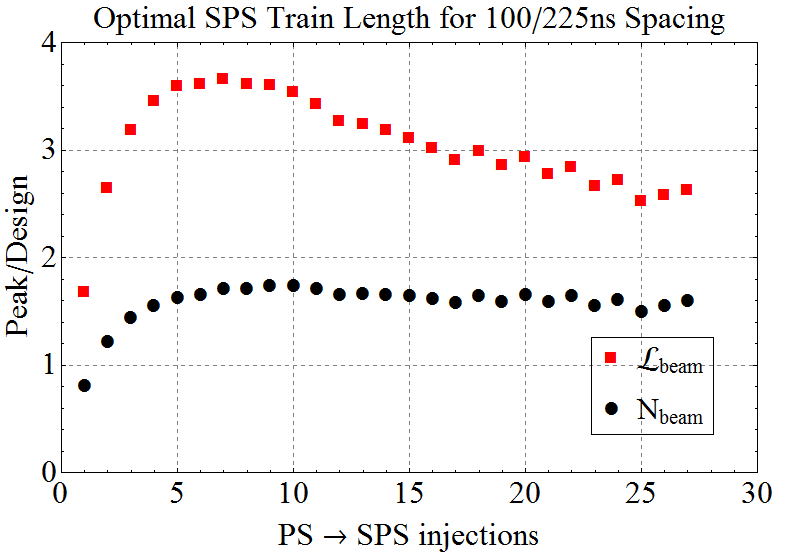 Optimal SPS Train Length for 100/225ns Spacing
4
3
2
1
0
Peak/Design
ℒbeam
Nbeam
0 5 10 15 20 25 30
PS → SPS injections